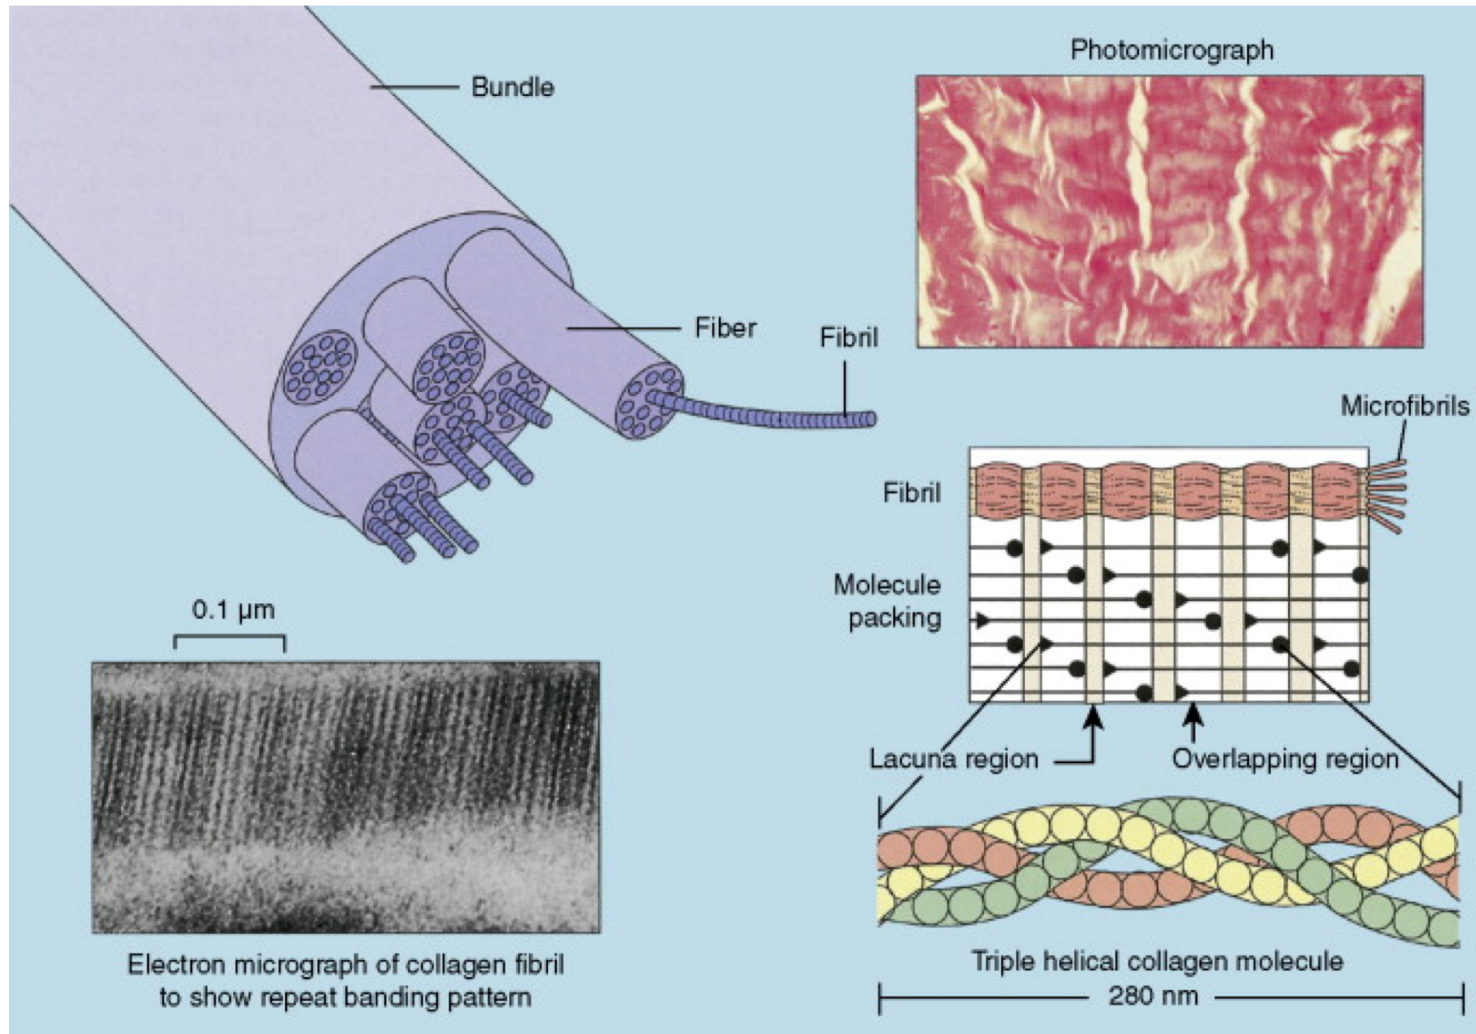 Photomicrograph
Bundle
Fiber
Fibril
Microfibrils
Fibril
Molecule
packing
0.1 µm
Lacuna region
Overlapping region
Electron micrograph of collagen fibril
to show repeat banding pattern
Triple helical collagen molecule
280 nm